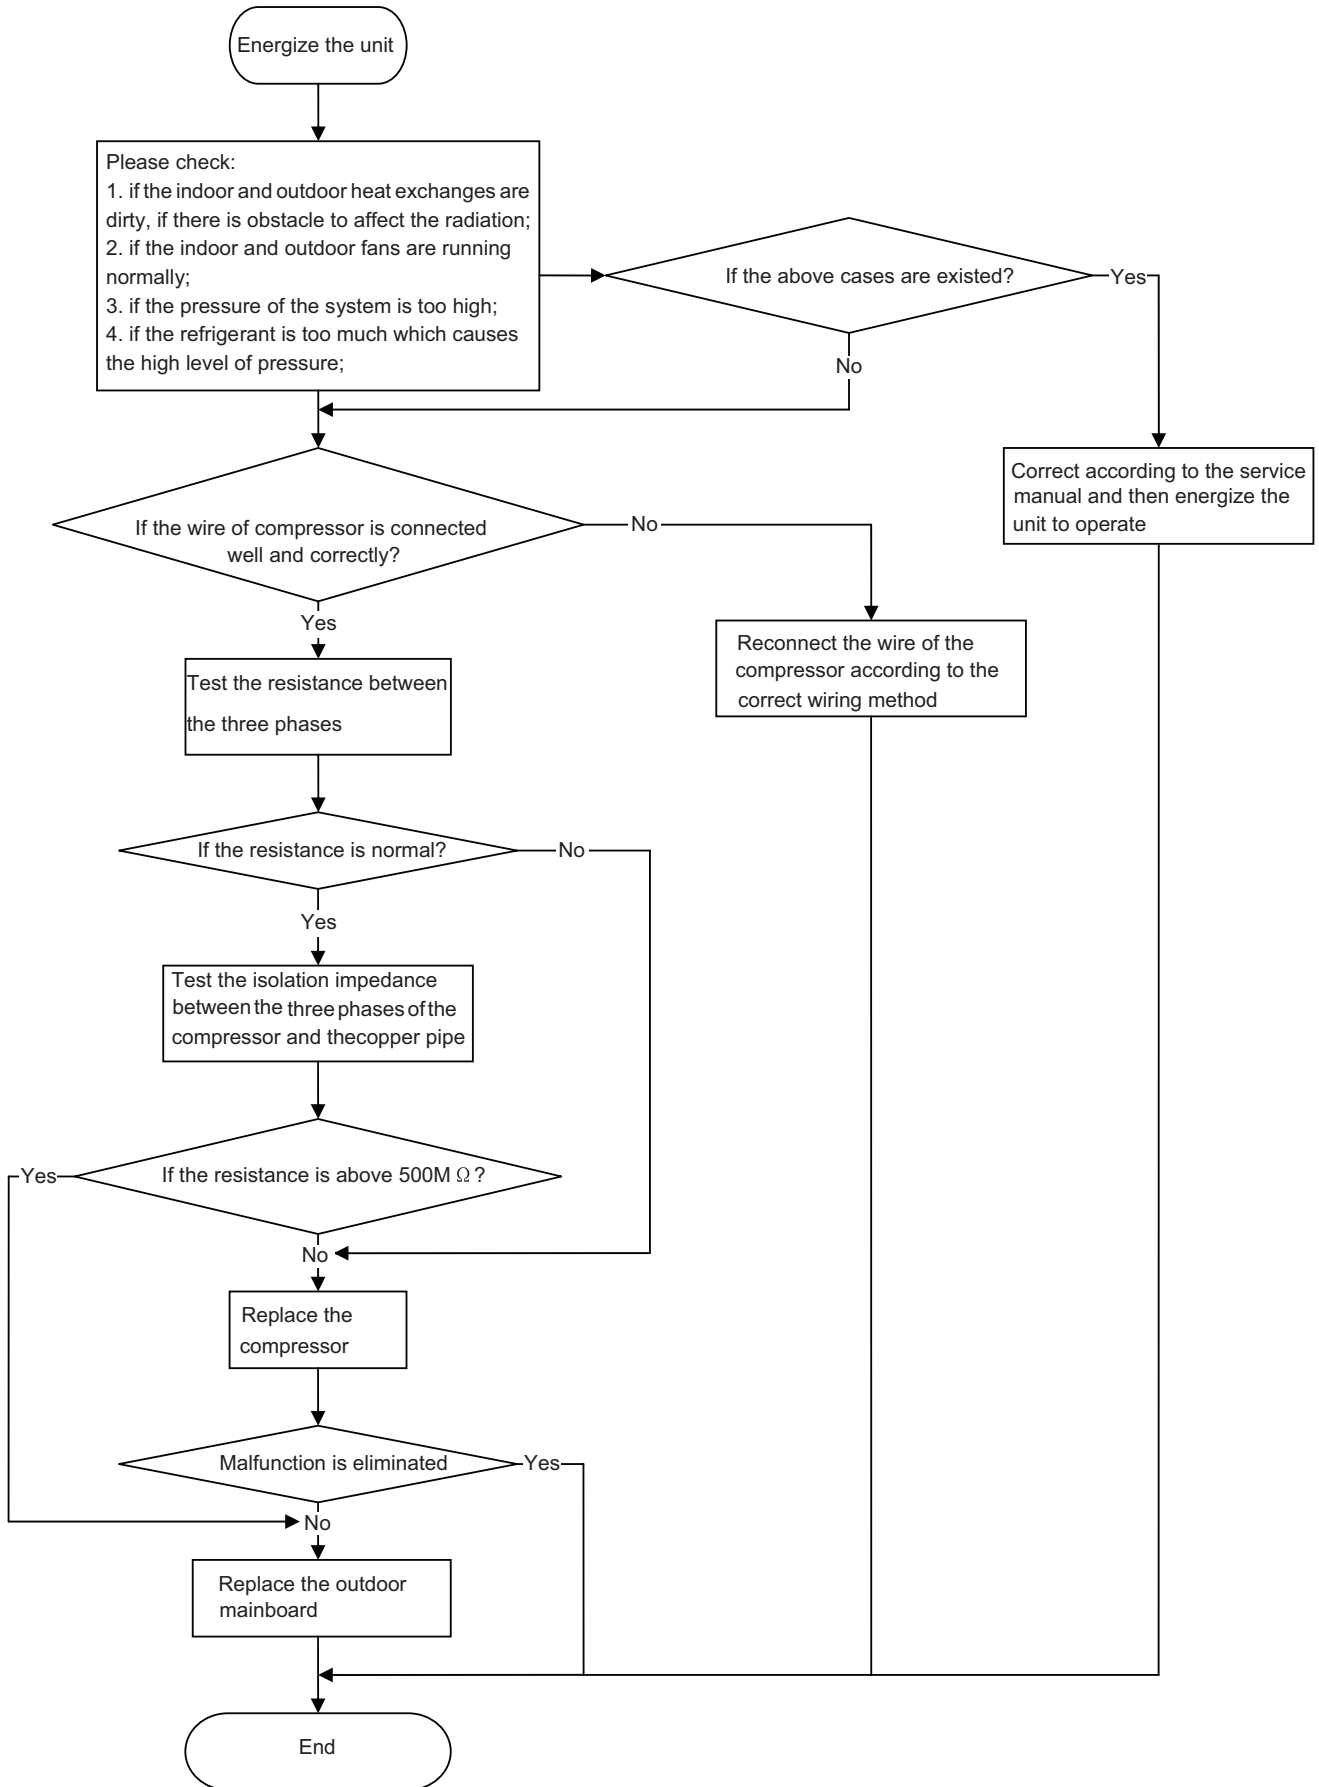 Energize the unit
Please check:
1. if the indoor and outdoor heat exchanges are
dirty, if there is obstacle to affect the radiation;
2. if the indoor and outdoor fans are running
normally;
3. if the pressure of the system is too high;
4. if the refrigerant is too much which causes
the high level of pressure;
If the above cases are existed?
Yes
No
Correct according to the service
manual and then energize the
unit to operate
If the wire of compressor is connected
well and correctly?
No
Yes
Reconnect the wire of the
compressor according to the
correct wiring method
Test the resistance between
the three phases
If the resistance is normal?
No
Yes
Test the isolation impedance
between the three phases of the
compressor and thecopper pipe
If the resistance is above 500M Ω ?
Yes
No
Replace the
compressor
Malfunction is eliminated
Yes
No
Replace the outdoor
mainboard
End